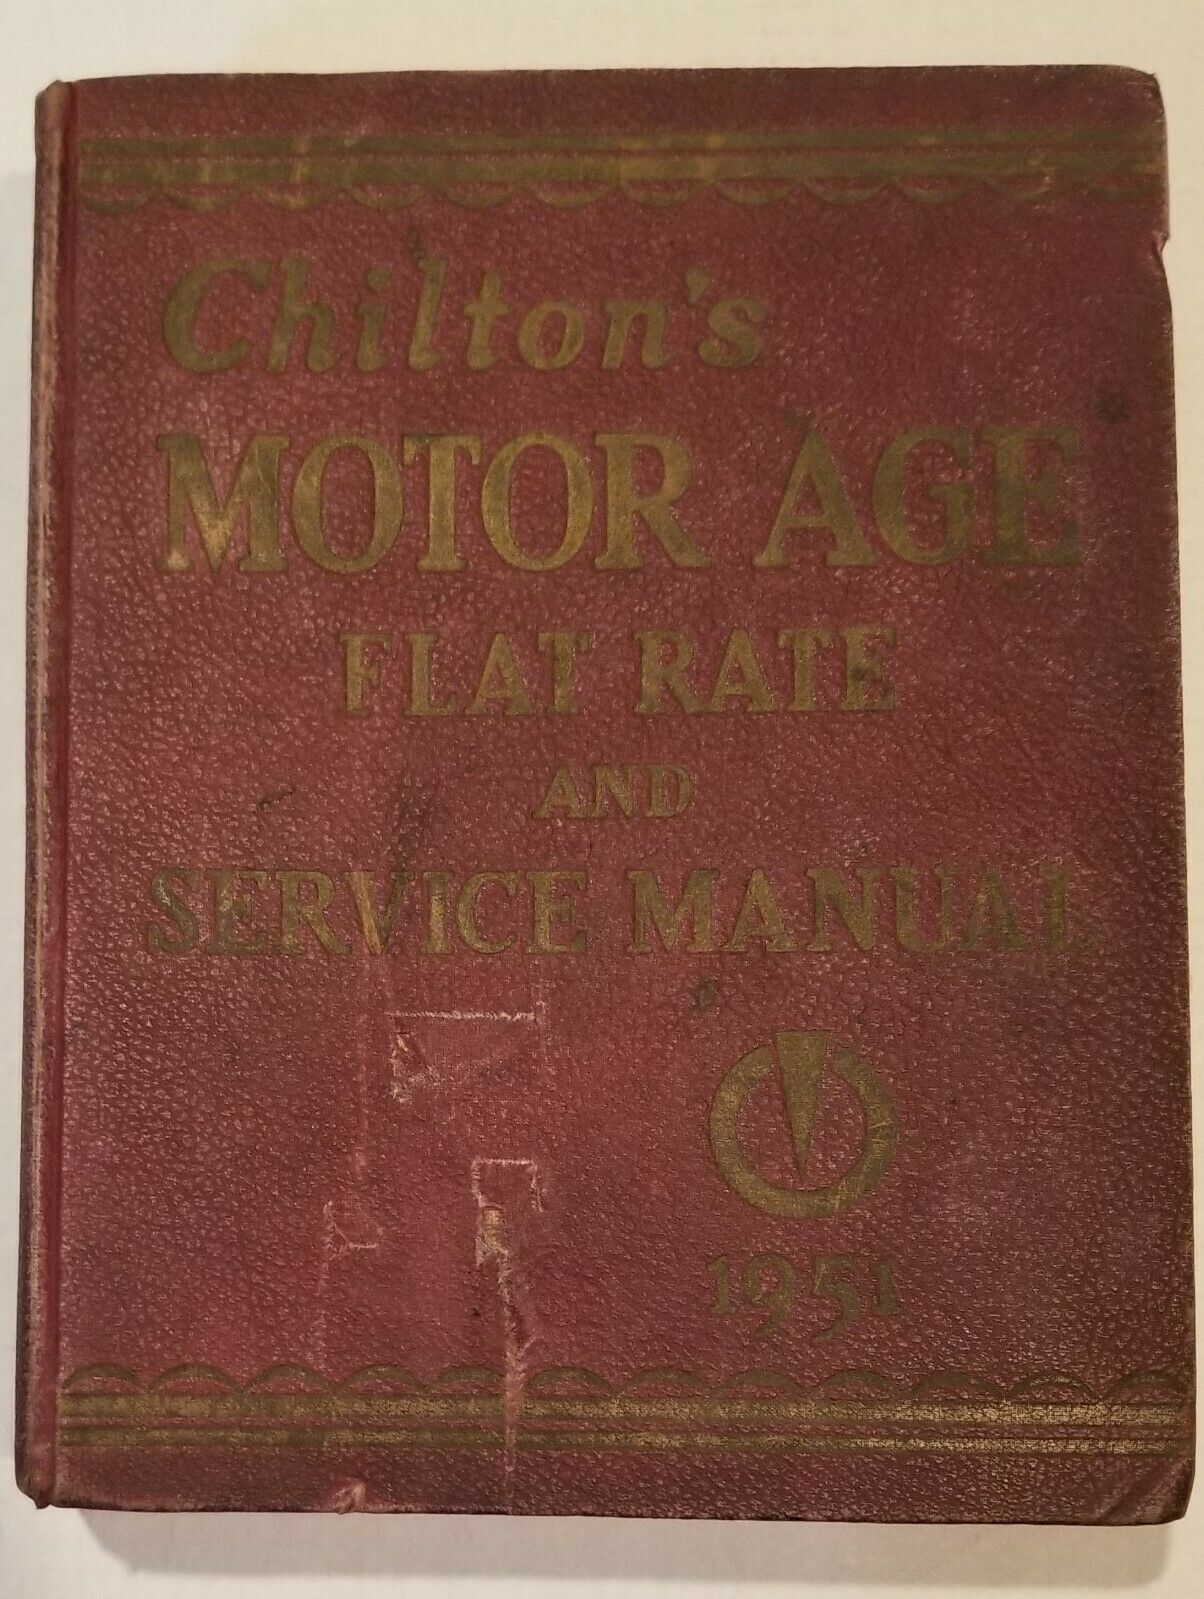 Chilton's
MOTOR AGE
FLAT RATE
AND
SERVICE MANUAL
1951